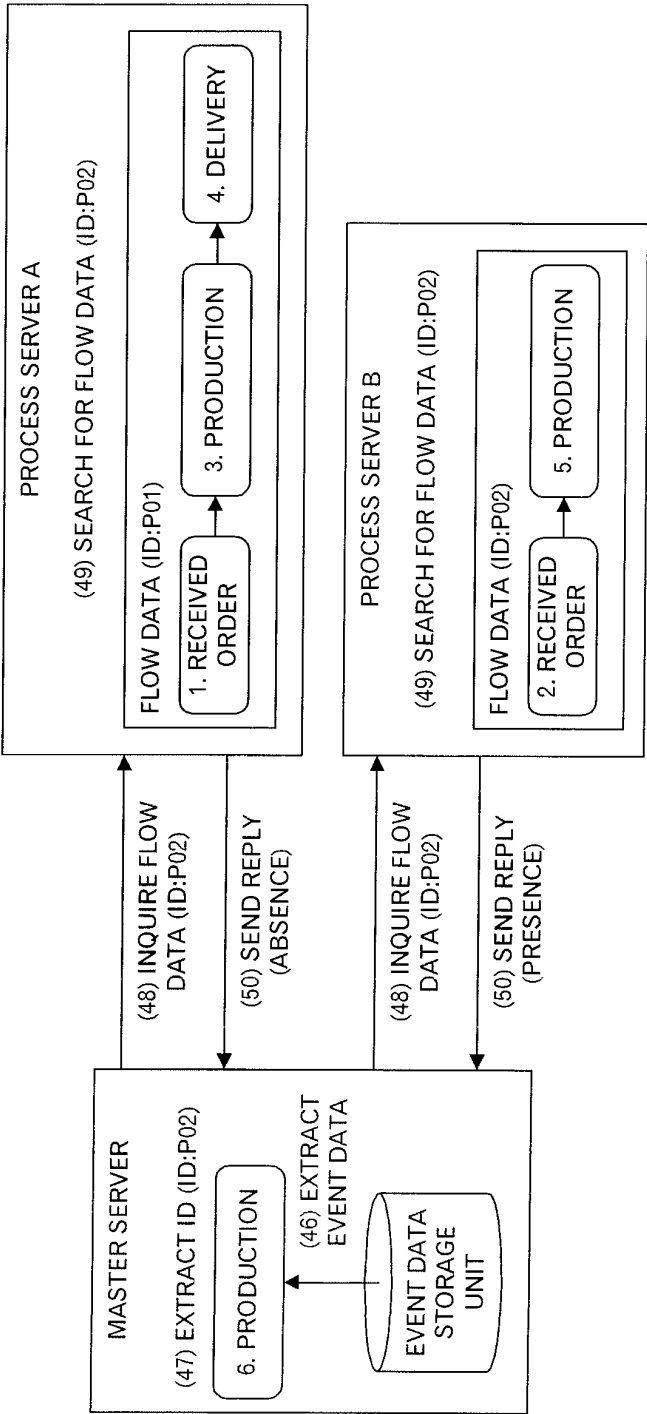 MASTER SERVER
(47) EXTRACT ID (ID:P02)
6. PRODUCTION
(46) EXTRACT
EVENT DATA
EVENT DATA
STORAGE
UNIT
(48) INQUIRE FLOW
DATA (ID:P02)
(50) SEND REPLY
(ABSENCE)
(48) INQUIRE FLOW
DATA (ID:P02)
(50) SEND REPLY
(PRESENCE)
PROCESS SERVER A
(49) SEARCH FOR FLOW DATA (ID:P02)
FLOW DATA (ID:P01)
1. RECEIVED
ORDER
3. PRODUCTION
4. DELIVERY
PROCESS SERVER B
(49) SEARCH FOR FLOW DATA (ID:P02)
FLOW DATA (ID:P02)
2. RECEIVED
ORDER
5. PRODUCTION